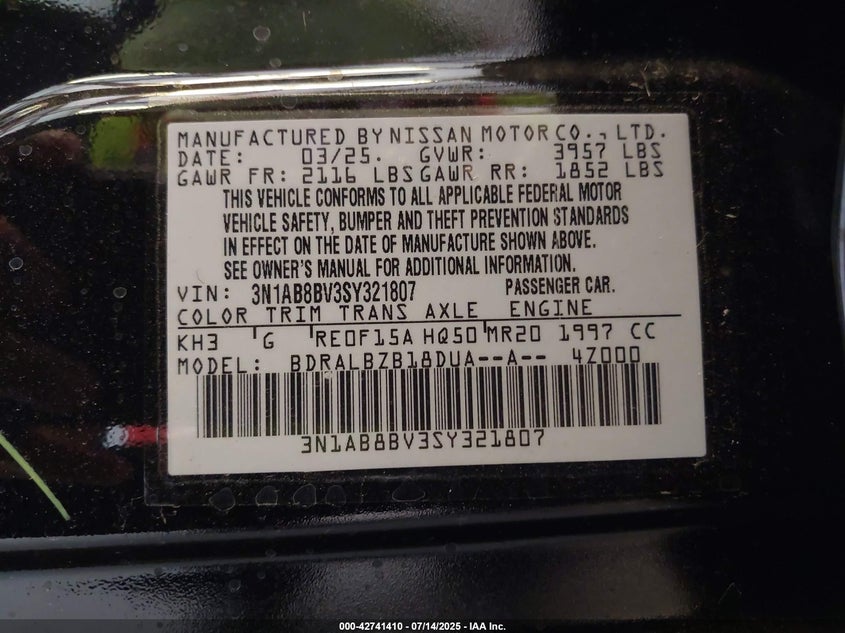 MANUFACTURED BY NISSAN MOTOR CO., LTD.
DATE: 03/25. GVWR: 3957 LBS
GAWR FR: 2116 LBS GAWR RR: 1852 LBS
THIS VEHICLE CONFORMS TO ALL APPLICABLE FEDERAL MOTOR
VEHICLE SAFETY, BUMPER AND THEFT PREVENTION STANDARDS
IN EFFECT ON THE DATE OF MANUFACTURE SHOWN ABOVE.
SEE OWNER'S MANUAL FOR ADDITIONAL INFORMATION.
VIN: 3N1AB8BV3SY321807 PASSENGER CAR.
COLOR TRIM TRANS AXLE ENGINE
KH3 G RE0F15A HQ50 MR20 1997 CC
MODEL: BDRALBZB18DUA--A-- 4Z000
3N1AB8BV3SY321807
000-42741410 - 07/14/2025 - IAA Inc.